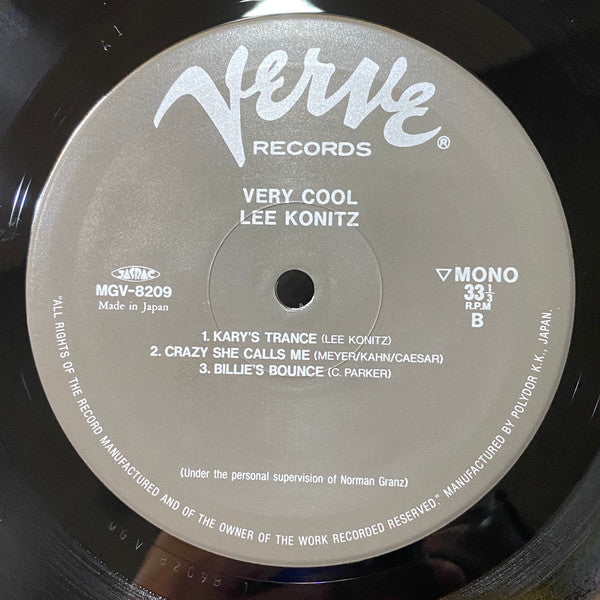 Verve®
RECORDS
VERY COOL
LEE KONITZ
JASRAC
MGV-8209
Made in Japan
▽MONO
33⅓
R.P.M
B
1. KARY'S TRANCE (LEE KONITZ)
2. CRAZY SHE CALLS ME (MEYER/KAHN/CAESAR)
3. BILLIE'S BOUNCE (C. PARKER)
(Under the personal supervision of Norman Granz)
"ALL RIGHTS OF THE RECORD MANUFACTURED AND OF THE OWNER OF THE WORK RECORDED RESERVED." MANUFACTURED BY POLYDOR K.K., JAPAN.